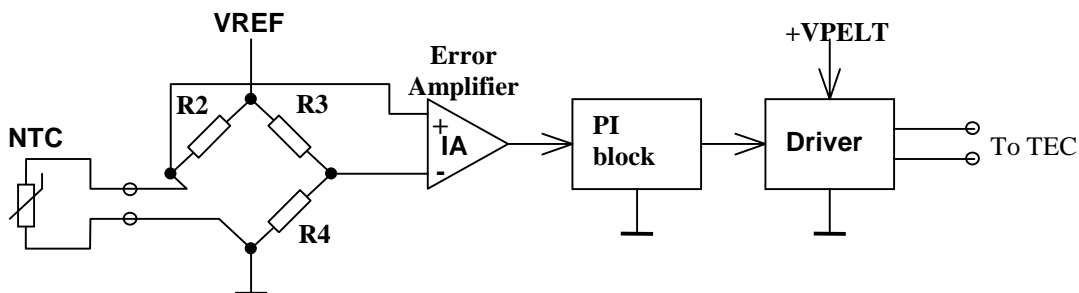 VREF
+VPELT
Error
Amplifier
R2
R3
NTC
+
IA
-
PI
block
Driver
To TEC
R4